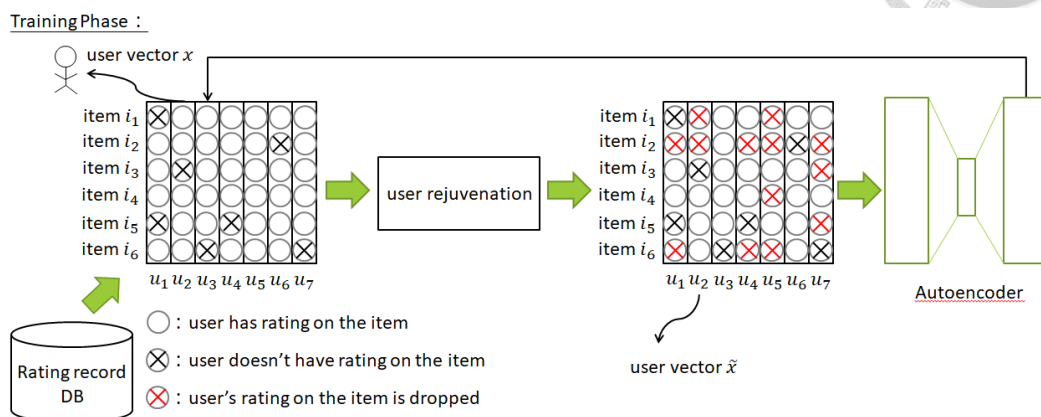 Training Phase :
user vector x
item i1
item i2
item i3
item i4
item i5
item i6
u1 u2 u3 u4 u5 u6 u7
user rejuvenation
item i1
item i2
item i3
item i4
item i5
item i6
u1 u2 u3 u4 u5 u6 u7
Autoencoder
user vector x̃
Rating record
DB
: user has rating on the item
: user doesn't have rating on the item
: user's rating on the item is dropped